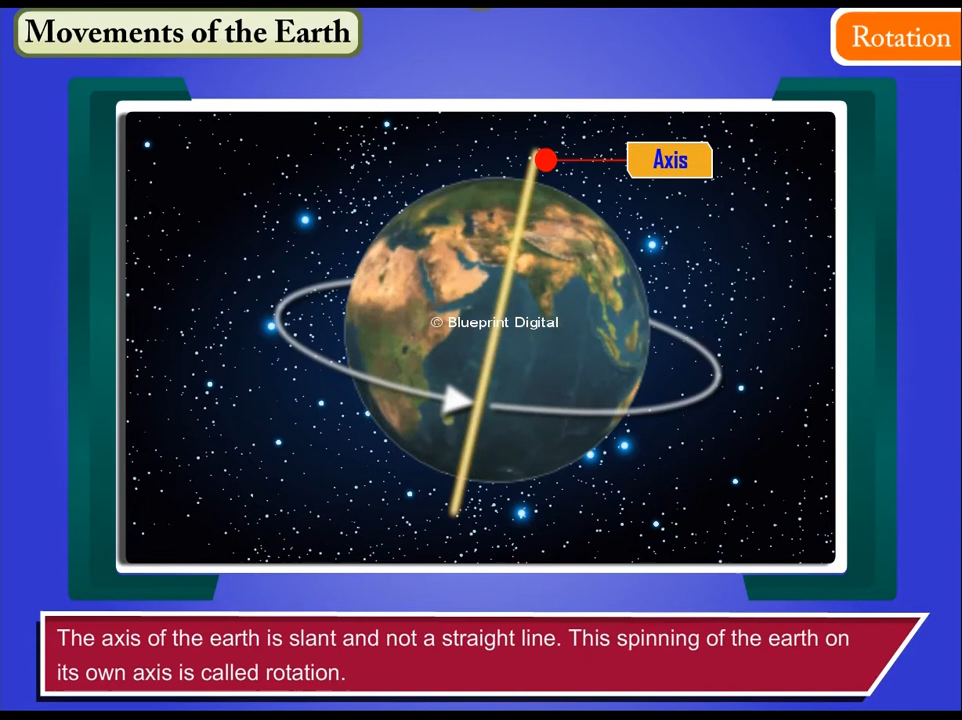 Movements of the Earth
Rotation
Axis
© Blueprint Digital
The axis of the earth is slant and not a straight line. This spinning of the earth on
its own axis is called rotation.